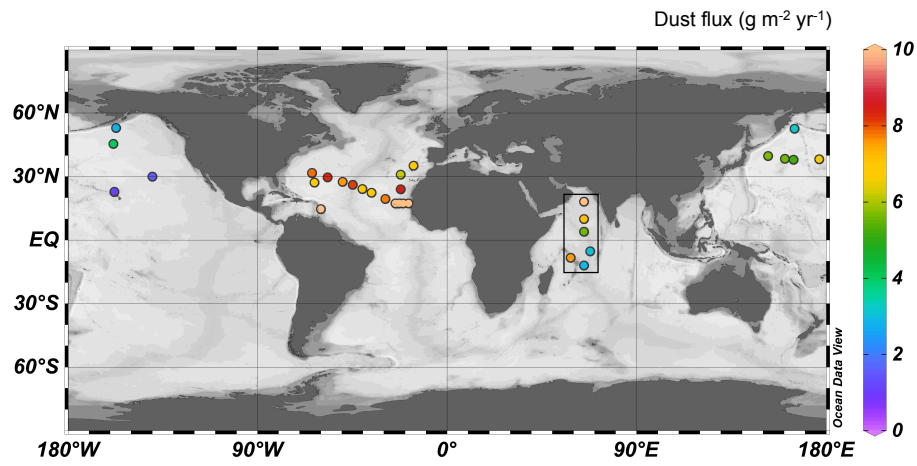 Dust flux (g m-2 yr-1)
10
8
6
4
2
0
60°N
30°N
EQ
30°S
60°S
180°W
90°W
0°
90°E
180°E
Ocean Data View